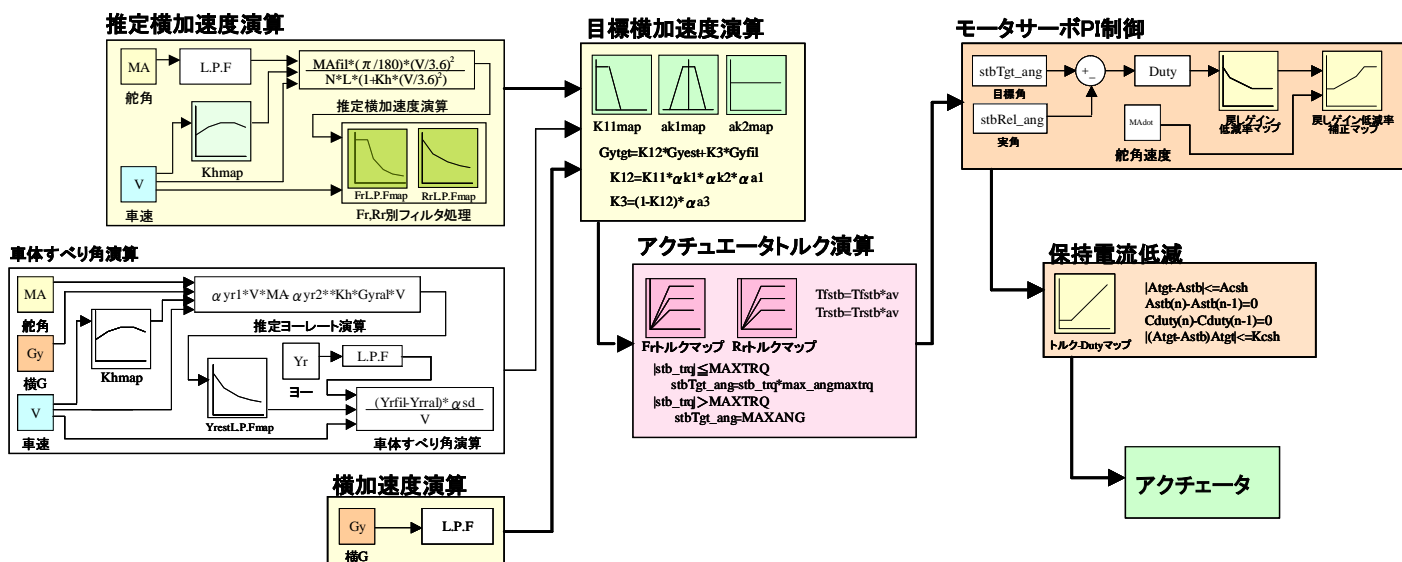 推定横加速度演算
MA
舵角
L.P.F
MAfil*(π/180)*(V/3.6)²
N*L*(1+Kh*(V/3.6)²)
推定横加速度演算
Khmap
V
車速
FrL.P.Fmap
RrL.P.Fmap
Fr,Rr別フィルタ処理
車体すべり角演算
MA
舵角
Gy
横G
V
車速
Khmap
αyr1*V*MA-αyr2**Kh*Gyral*V
推定ヨーレート演算
YrestL.P.Fmap
Yr
ヨー
L.P.F
(Yrfil-Yrral)*αsd
V
車体すべり角演算
横加速度演算
Gy
横G
L.P.F
目標横加速度演算
K11map
ak1map
ak2map
Gytgt=K12*Gyest+K3*Gyfil
K12=K11*αk1*αk2*αa1
K3=(1-K12)*αa3
アクチュエータトルク演算
Frトルクマップ
Rrトルクマップ
Tfstb=Tfstb*av
Trstb=Trstb*av
|stb_trq|≦MAXTRQ
stbTgt_ang=stb_trq*max_angmaxtrq
|stb_trq|>MAXTRQ
stbTgt_ang=MAXANG
モータサーボPI制御
stbTgt_ang
目標角
stbRel_ang
実角
+
−
Duty
MAdot
舵角速度
戻しゲイン
低減率マップ
戻しゲイン低減率
補正マップ
保持電流低減
トルク-Dutyマップ
|Atgt-Astb|<=Acsh
Astb(n)-Astb(n-1)=0
Cduty(n)-Cduty(n-1)=0
|(Atgt-Astb)Atgt|<=Kcsh
アクチェータ